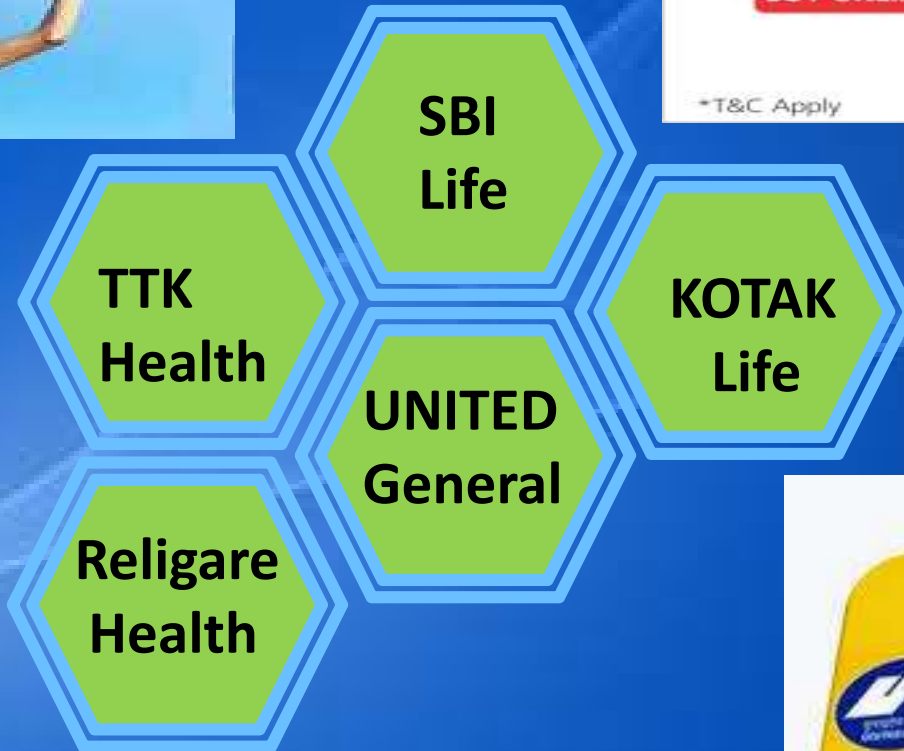 *T&C Apply
SBI
Life
TTK
Health
KOTAK
Life
UNITED
General
Religare
Health